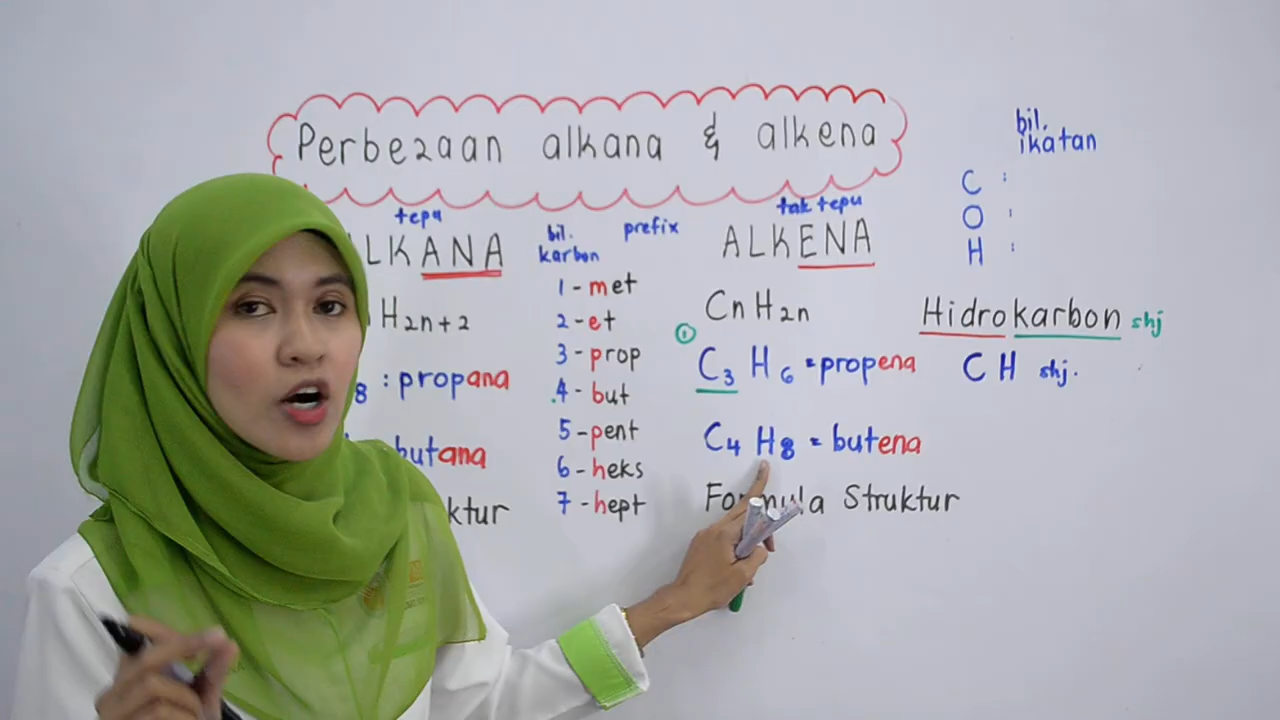 Perbezaan alkana & alkena
tepu
LKANA
H2n+2
8 : propana
butana
ktur
bil. karbon
prefix
1 - met
2 - et
3 - prop
4 - but
5 - pent
6 - heks
7 - hept
tak tepu
ALKENA
CnH2n
① C3 H6 = propena
C4 H8 = butena
Formula Struktur
bil.
ikatan
C :
O :
H :
Hidrokarbon shj
CH shj.